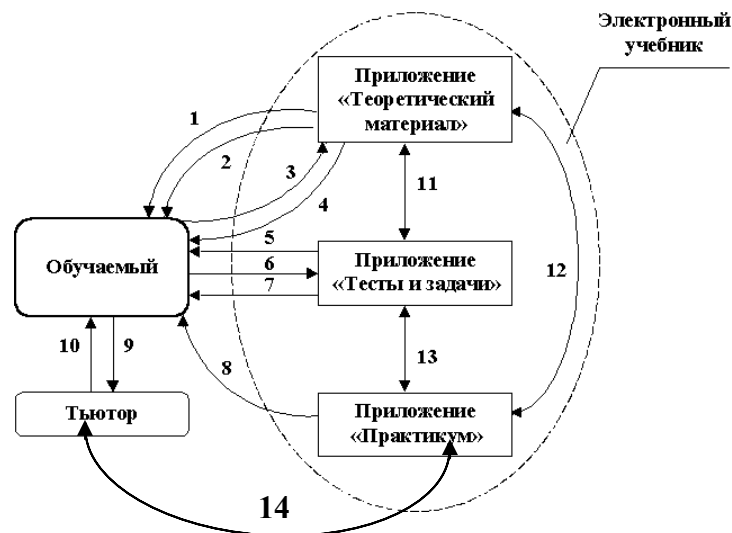 Электронный
учебник
Приложение
«Теоретический
материал»
1
2
3
4
11
5
6
7
Обучаемый
Приложение
«Тесты и задачи»
12
10
9
8
13
Тьютор
Приложение
«Практикум»
14